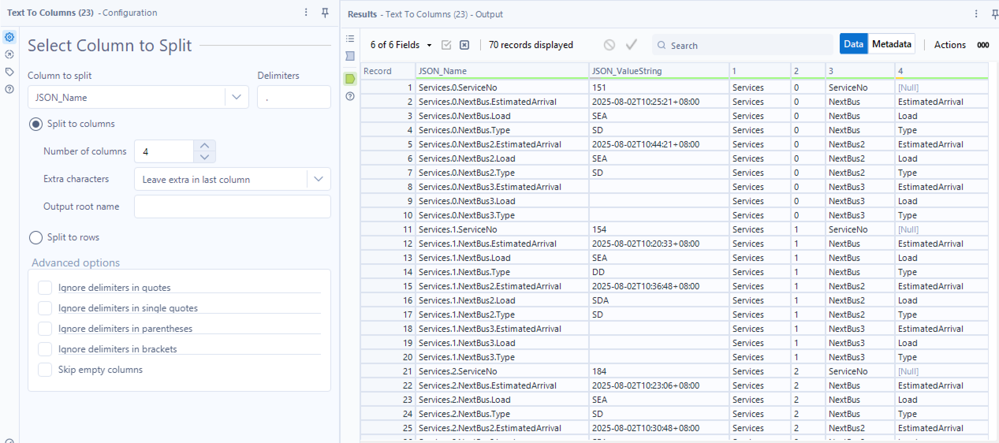 Text To Columns (23) - Configuration
Select Column to Split
Column to split Delimiters
JSON_Name .
Split to columns
Number of columns 4
Extra characters Leave extra in last column
Output root name
Split to rows
Advanced options
Ignore delimiters in quotes
Ignore delimiters in single quotes
Ignore delimiters in parentheses
Ignore delimiters in brackets
Skip empty columns
Results - Text To Columns (23) - Output
6 of 6 Fields 70 records displayed Search Data Metadata Actions 000
Record JSON_Name JSON_ValueString 1 2 3 4
1 Services.0.ServiceNo 151 Services 0 ServiceNo [Null]
2 Services.0.NextBus.EstimatedArrival 2025-08-02T10:25:21+08:00 Services 0 NextBus EstimatedArrival
3 Services.0.NextBus.Load SEA Services 0 NextBus Load
4 Services.0.NextBus.Type SD Services 0 NextBus Type
5 Services.0.NextBus2.EstimatedArrival 2025-08-02T10:44:21+08:00 Services 0 NextBus2 EstimatedArrival
6 Services.0.NextBus2.Load SEA Services 0 NextBus2 Load
7 Services.0.NextBus2.Type SD Services 0 NextBus2 Type
8 Services.0.NextBus3.EstimatedArrival Services 0 NextBus3 EstimatedArrival
9 Services.0.NextBus3.Load Services 0 NextBus3 Load
10 Services.0.NextBus3.Type Services 0 NextBus3 Type
11 Services.1.ServiceNo 154 Services 1 ServiceNo [Null]
12 Services.1.NextBus.EstimatedArrival 2025-08-02T10:20:33+08:00 Services 1 NextBus EstimatedArrival
13 Services.1.NextBus.Load SEA Services 1 NextBus Load
14 Services.1.NextBus.Type DD Services 1 NextBus Type
15 Services.1.NextBus2.EstimatedArrival 2025-08-02T10:36:48+08:00 Services 1 NextBus2 EstimatedArrival
16 Services.1.NextBus2.Load SDA Services 1 NextBus2 Load
17 Services.1.NextBus2.Type SD Services 1 NextBus2 Type
18 Services.1.NextBus3.EstimatedArrival Services 1 NextBus3 EstimatedArrival
19 Services.1.NextBus3.Load Services 1 NextBus3 Load
20 Services.1.NextBus3.Type Services 1 NextBus3 Type
21 Services.2.ServiceNo 184 Services 2 ServiceNo [Null]
22 Services.2.NextBus.EstimatedArrival 2025-08-02T10:23:06+08:00 Services 2 NextBus EstimatedArrival
23 Services.2.NextBus.Load SEA Services 2 NextBus Load
24 Services.2.NextBus.Type SD Services 2 NextBus Type
25 Services.2.NextBus2.EstimatedArrival 2025-08-02T10:30:48+08:00 Services 2 NextBus2 EstimatedArrival